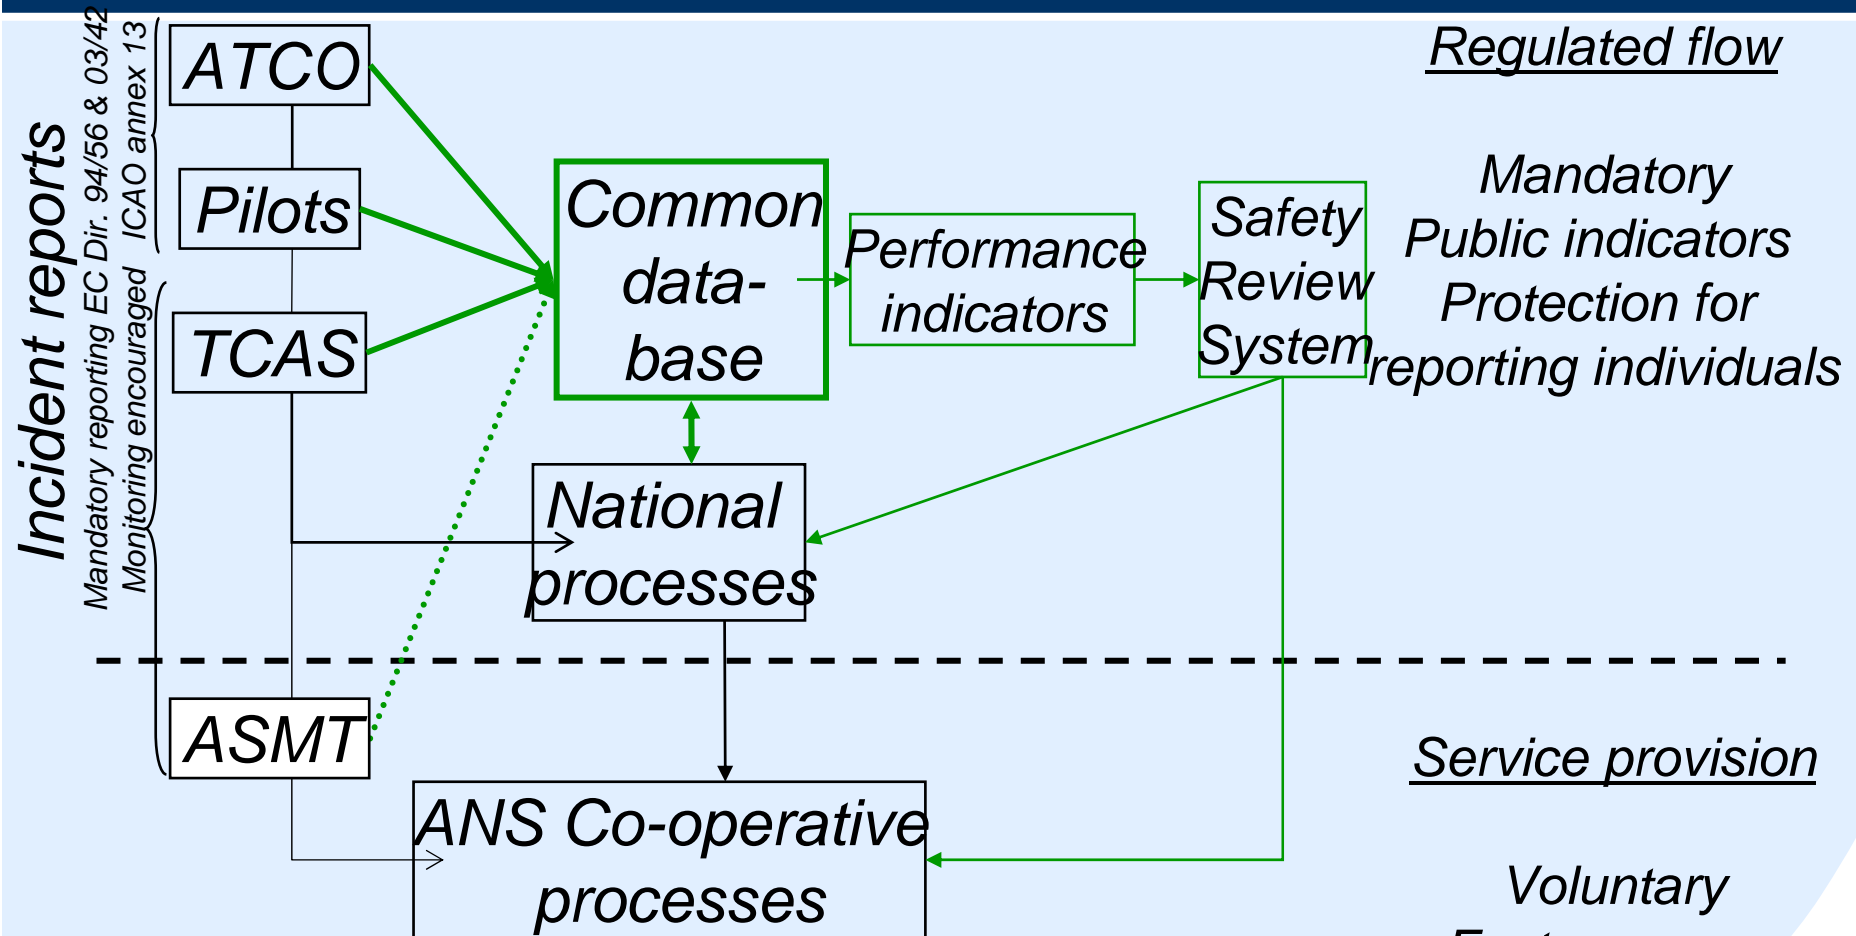 Incident reports
Mandatory reporting EC Dir. 94/56 & 03/42
ICAO annex 13
Monitoring encouraged
ATCO
Pilots
TCAS
ASMT
Common
data-
base
Performance
indicators
Safety
Review
System
National
processes
ANS Co-operative
processes
Regulated flow
Mandatory
Public indicators
Protection for
reporting individuals
Service provision
Voluntary